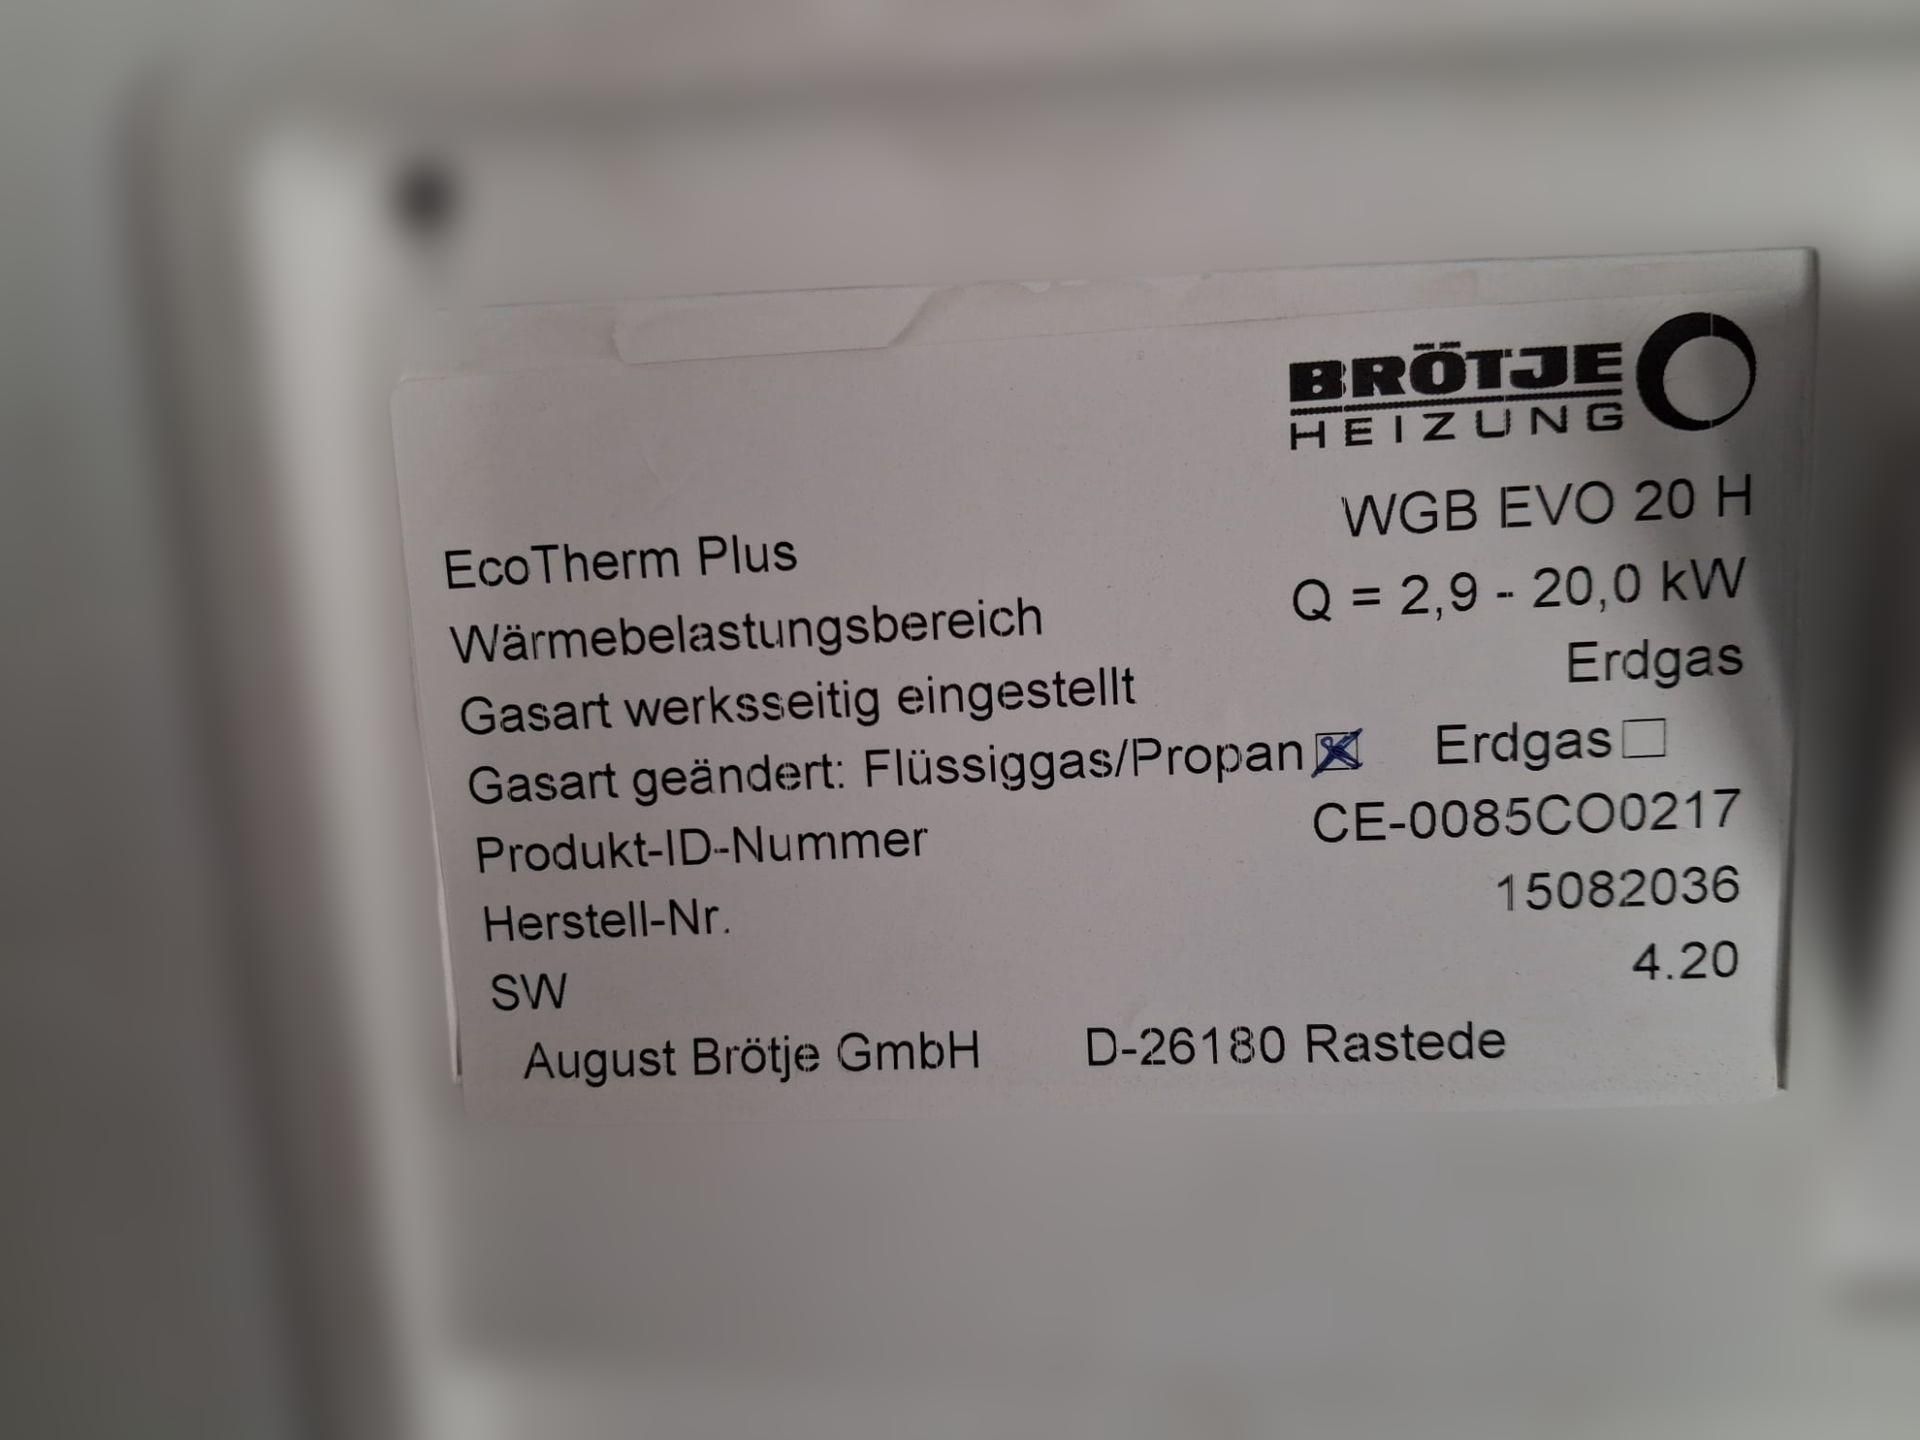 BRÖTJE
HEIZUNG
EcoTherm Plus WGB EVO 20 H
Wärmebelastungsbereich Q = 2,9 - 20,0 kW
Gasart werksseitig eingestellt Erdgas
Gasart geändert: Flüssiggas/Propan☒ Erdgas☐
Produkt-ID-Nummer CE-0085CO0217
Herstell-Nr. 15082036
SW 4.20
August Brötje GmbH D-26180 Rastede